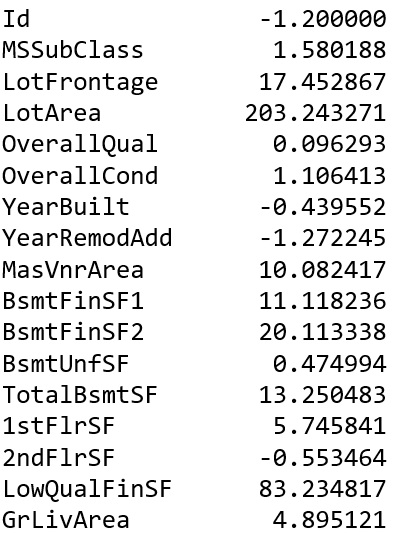 Id -1.200000
MSSubClass 1.580188
LotFrontage 17.452867
LotArea 203.243271
OverallQual 0.096293
OverallCond 1.106413
YearBuilt -0.439552
YearRemodAdd -1.272245
MasVnrArea 10.082417
BsmtFinSF1 11.118236
BsmtFinSF2 20.113338
BsmtUnfSF 0.474994
TotalBsmtSF 13.250483
1stFlrSF 5.745841
2ndFlrSF -0.553464
LowQualFinSF 83.234817
GrLivArea 4.895121